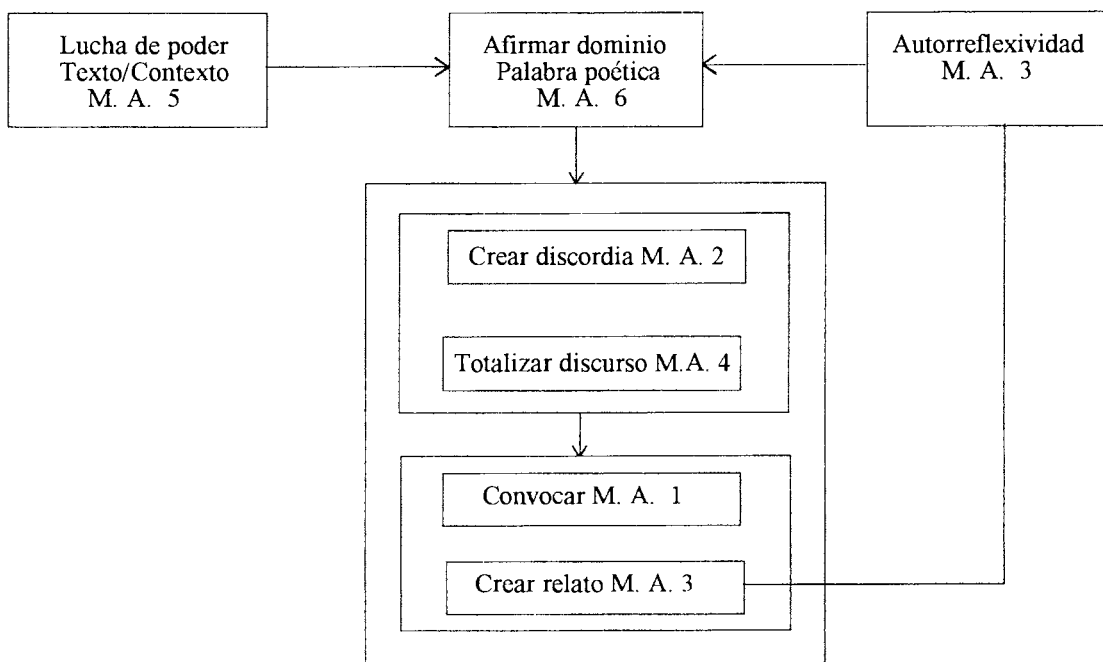 Lucha de poder
Texto/Contexto
M. A. 5
Afirmar dominio
Palabra poética
M. A. 6
Autorreflexividad
M. A. 3
Crear discordia M. A. 2
Totalizar discurso M.A. 4
Convocar M. A. 1
Crear relato M. A. 3